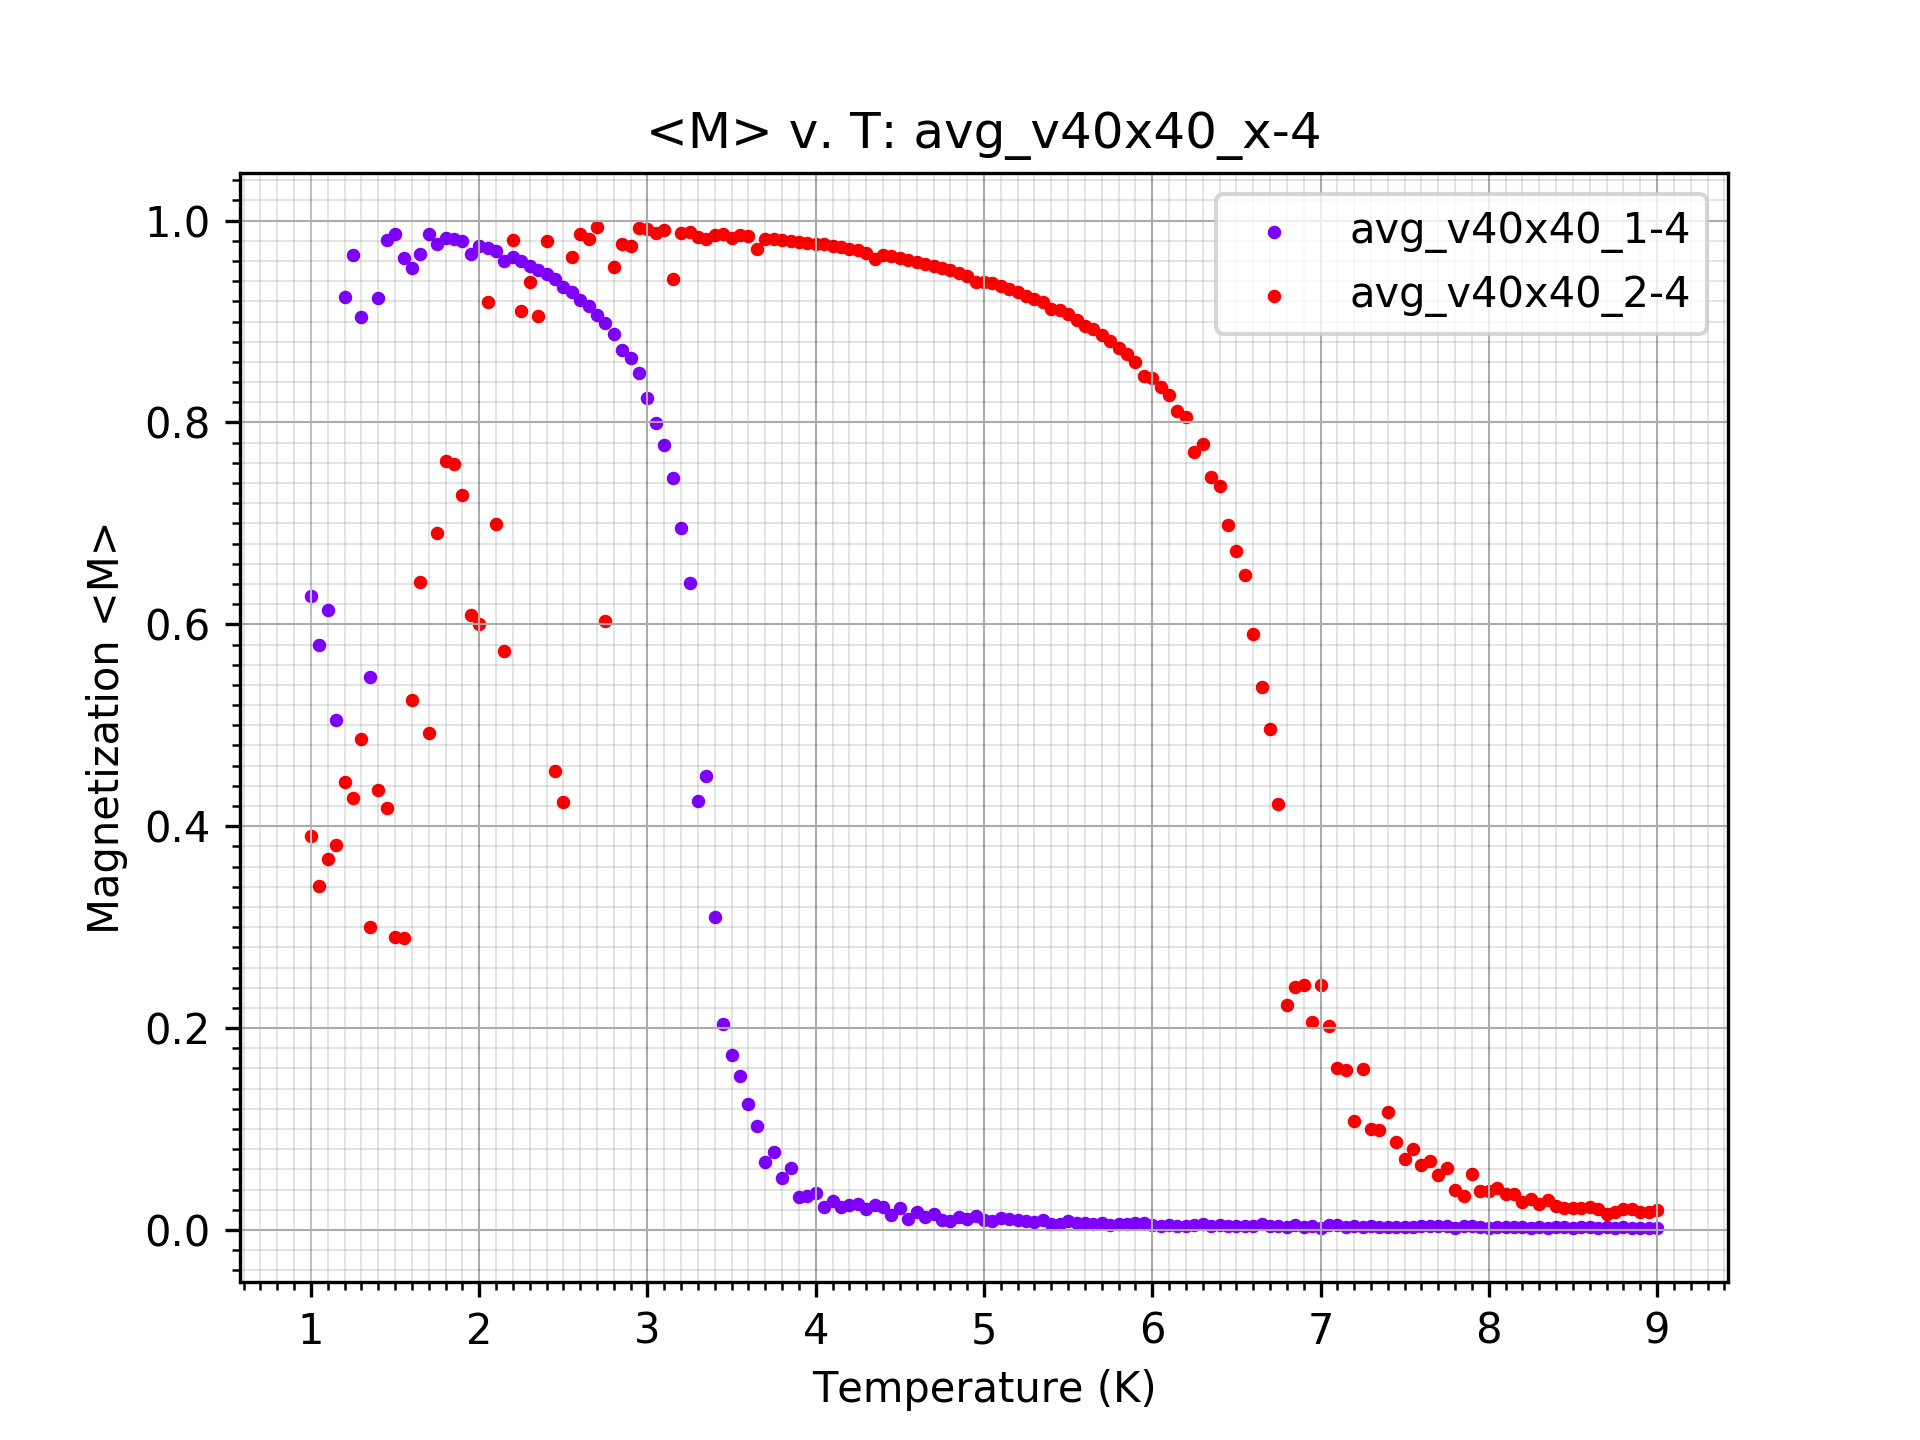 <M> v. T: avg_v40x40_x-4
avg_v40x40_1-4
avg_v40x40_2-4
Magnetization <M>
1.0
0.8
0.6
0.4
0.2
0.0
1 2 3 4 5 6 7 8 9
Temperature (K)